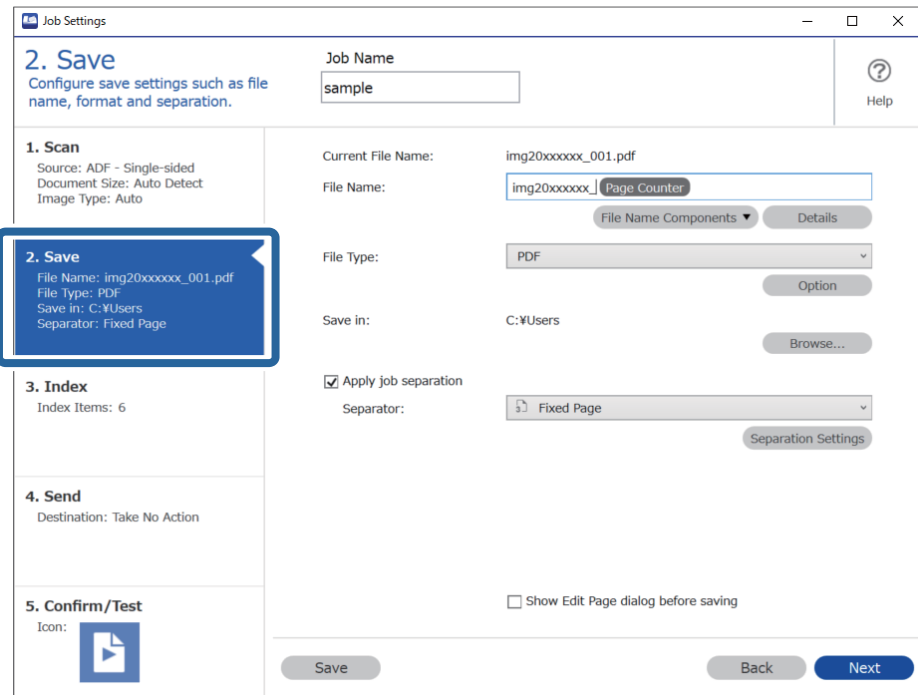 Job Settings
2. Save
Configure save settings such as file
name, format and separation.
Job Name
sample
Help
1. Scan
Source: ADF - Single-sided
Document Size: Auto Detect
Image Type: Auto
2. Save
File Name: img20xxxxxx_001.pdf
File Type: PDF
Save in: C:¥Users
Separator: Fixed Page
3. Index
Index Items: 6
4. Send
Destination: Take No Action
5. Confirm/Test
Icon:
Current File Name: img20xxxxxx_001.pdf
File Name: img20xxxxxx_ Page Counter
File Name Components ▼ Details
File Type: PDF
Option
Save in: C:¥Users
Browse...
Apply job separation
Separator: Fixed Page
Separation Settings
Show Edit Page dialog before saving
Save Back Next